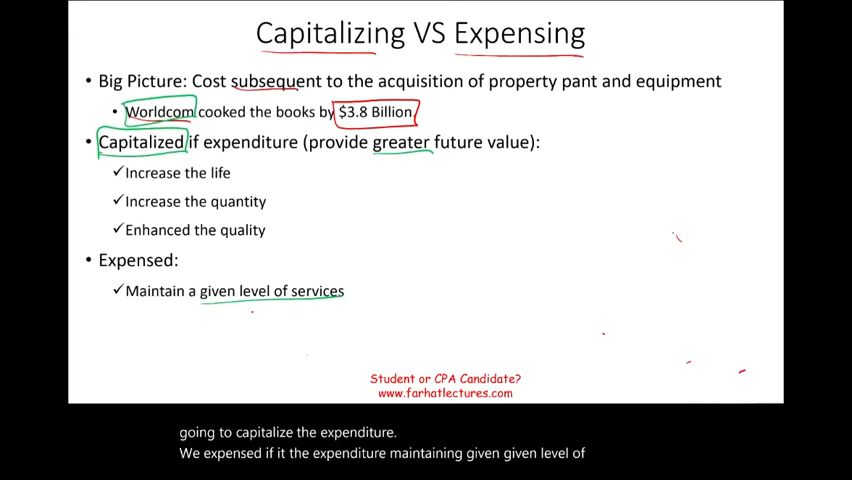 Capitalizing VS Expensing
• Big Picture: Cost subsequent to the acquisition of property pant and equipment
• Worldcom cooked the books by $3.8 Billion
• Capitalized if expenditure (provide greater future value):
✓Increase the life
✓Increase the quantity
✓Enhanced the quality
• Expensed:
✓Maintain a given level of services
Student or CPA Candidate?
www.farhatlectures.com
going to capitalize the expenditure.
We expensed if it the expenditure maintaining given given level of